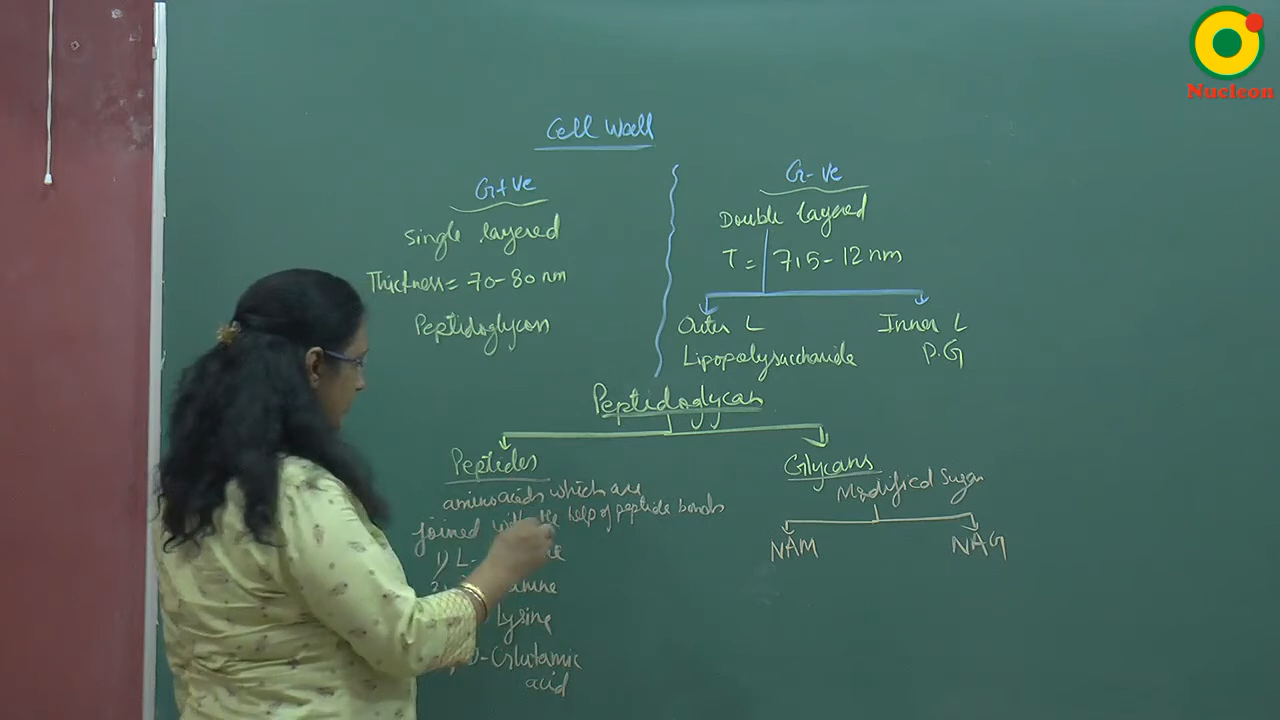 Nucleon
Cell Wall
G+ve
Single layered
Thickness = 70-80 nm
Peptidoglycan
G-ve
Double layered
T = 7.5-12 nm
Outer L
Lipopolysaccharide
Inner L
P.G
Peptidoglycan
Peptides
aminoacids which are
joined with the help of peptide bonds
1) L-
Lysine
D-Glutamic
acid
Glycans
Modified Sugar
NAM
NAG